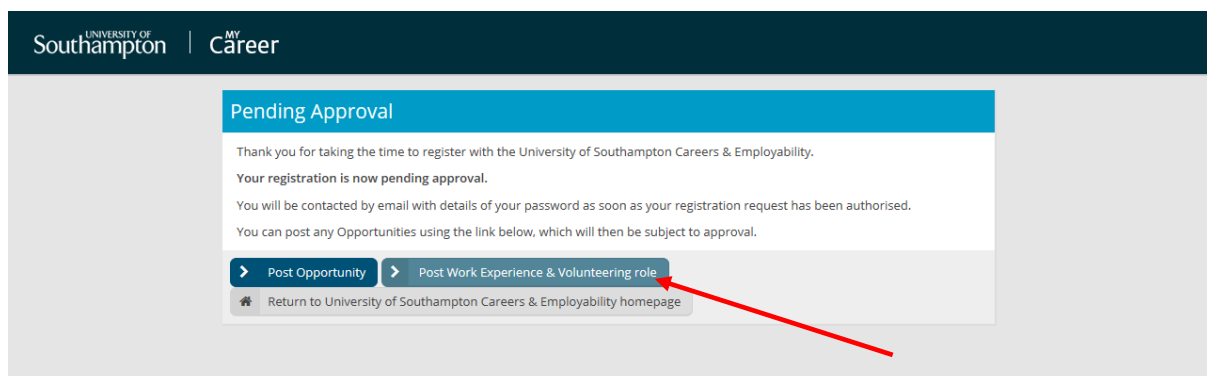 UNIVERSITY OF
Southampton
MY
Career
Pending Approval
Thank you for taking the time to register with the University of Southampton Careers & Employability.
Your registration is now pending approval.
You will be contacted by email with details of your password as soon as your registration request has been authorised.
You can post any Opportunities using the link below, which will then be subject to approval.
Post Opportunity Post Work Experience & Volunteering role
Return to University of Southampton Careers & Employability homepage